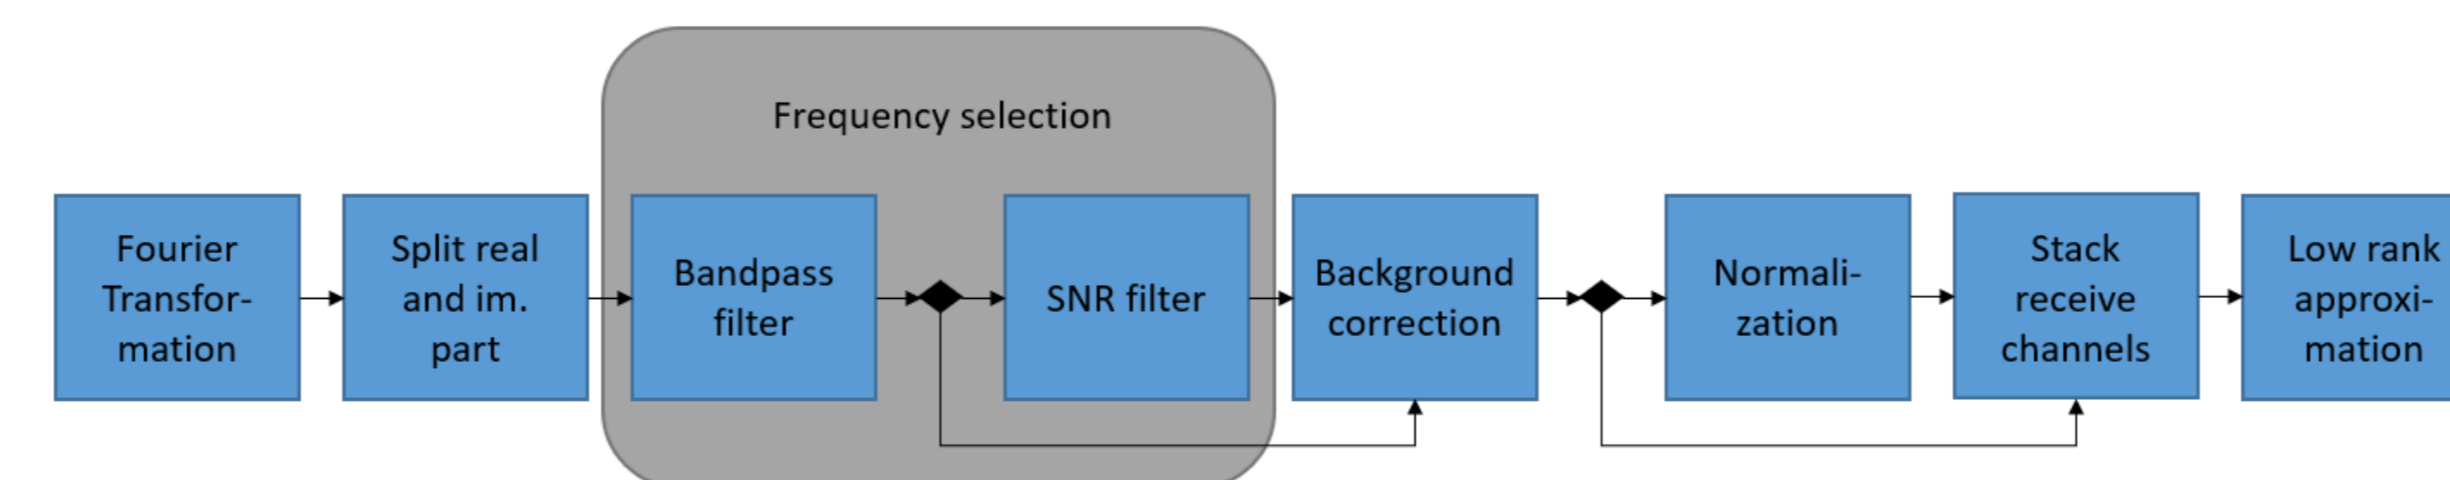 Frequency selection
Fourier
Transfor-
mation
Split real
and im.
part
Bandpass
filter
SNR filter
Background
correction
Normali-
zation
Stack
receive
channels
Low rank
approxi-
mation